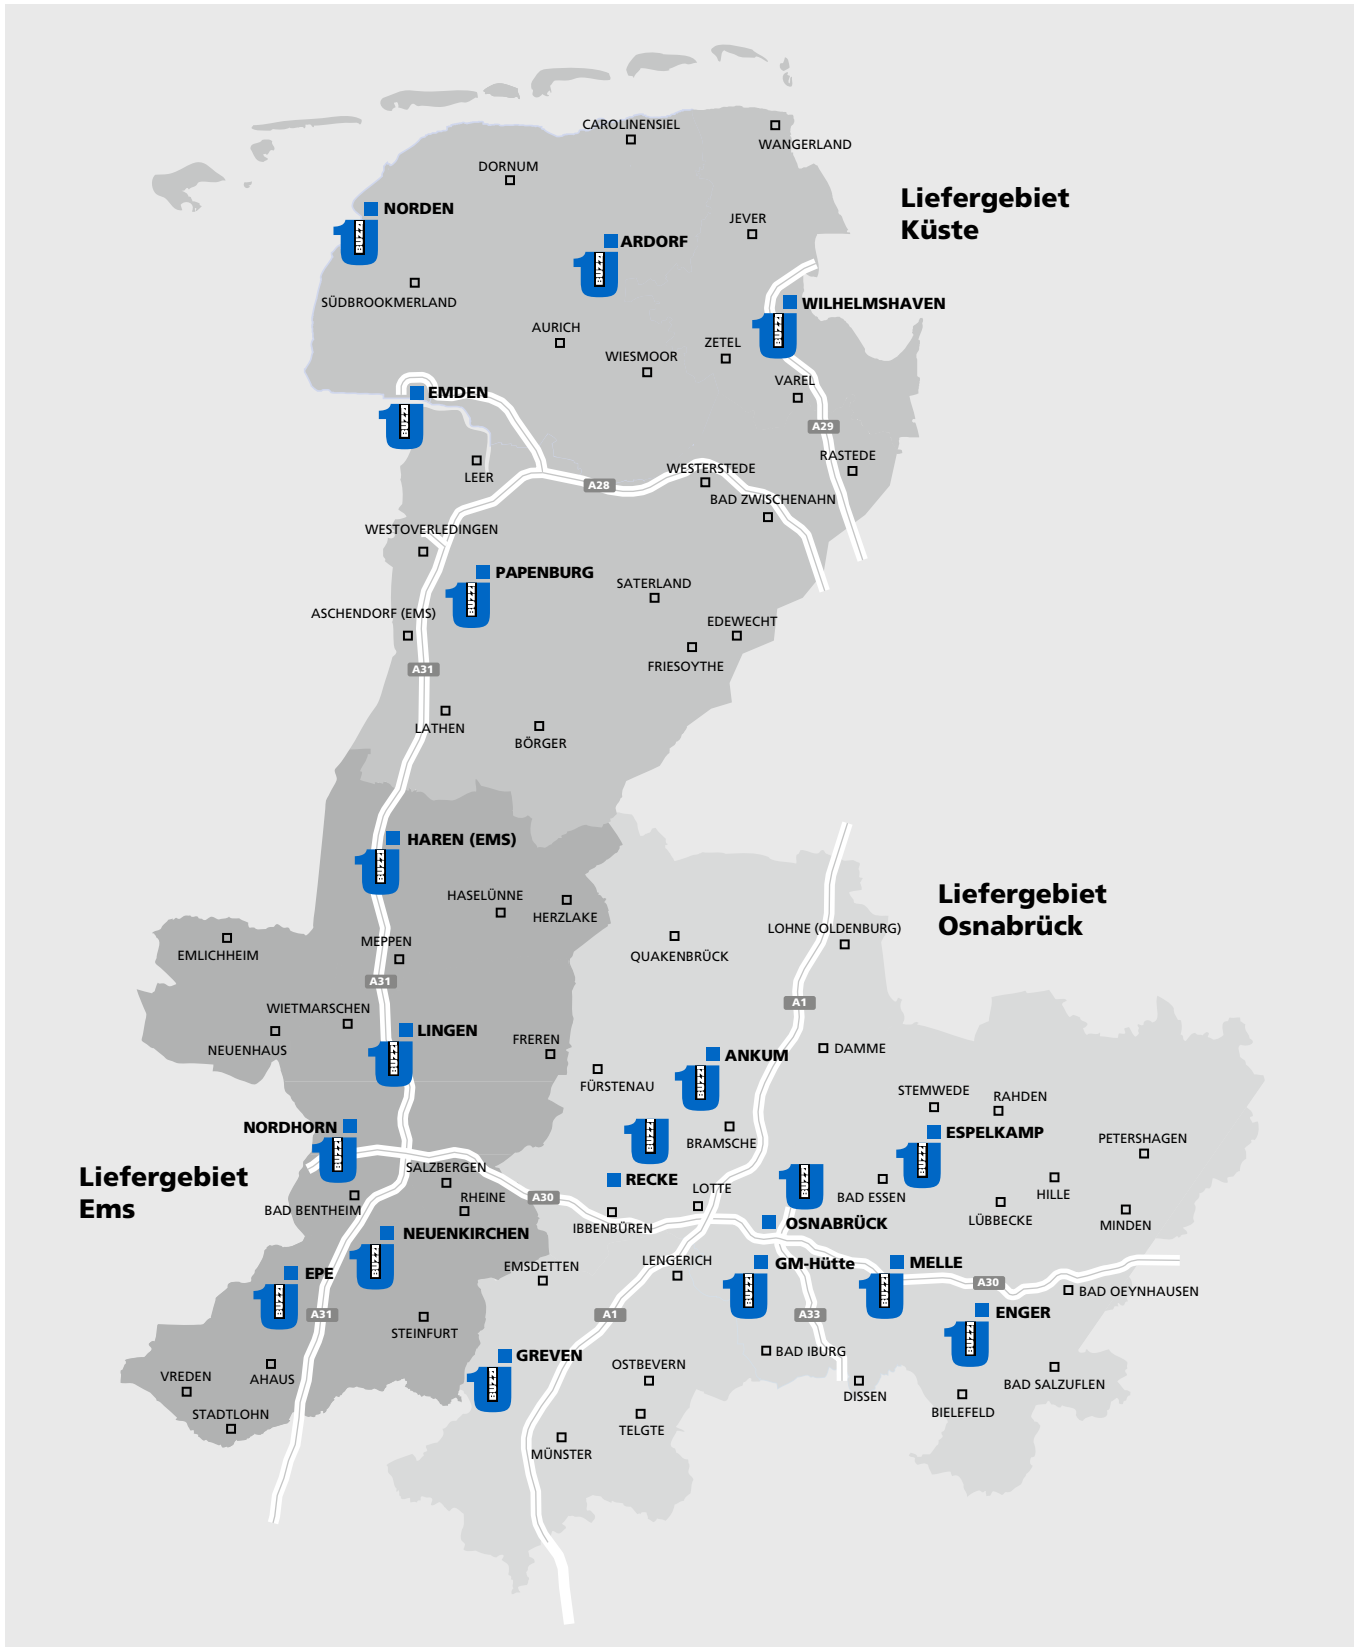 CAROLINENSIEL
WANGERLAND
DORNUM
Liefergebiet
Küste
NORDEN
JEVER
ARDORF
SÜDBROOKMERLAND
WILHELMSHAVEN
AURICH
WIESMOOR
ZETEL
VAREL
EMDEN
A29
RASTEDE
LEER
WESTERSTEDE
A28
BAD ZWISCHENAHN
WESTOVERLEDINGEN
PAPENBURG
SATERLAND
ASCHENDORF (EMS)
EDEWECHT
FRIESOYTHE
A31
LATHEN
BÖRGER
HAREN (EMS)
HASELÜNNE
HERZLAKE
Liefergebiet
Osnabrück
LOHNE (OLDENBURG)
EMLICHHEIM
MEPPEN
QUAKENBRÜCK
A31
A1
WIETMARSCHEN
LINGEN
NEUENHAUS
FREREN
DAMME
ANKUM
FÜRSTENAU
STEMWEDE
RAHDEN
NORDHORN
BRAMSCHE
ESPELKAMP
PETERSHAGEN
Liefergebiet
Ems
SALZBERGEN
RECKE
LOTTE
BAD ESSEN
HILLE
RHEINE
A30
BAD BENTHEIM
IBBENBÜREN
OSNABRÜCK
LÜBBECKE
MINDEN
NEUENKIRCHEN
EMSDETTEN
LENGERICH
GM-Hütte
MELLE
EPE
A30
BAD OEYNHAUSEN
A31
A1
A33
ENGER
STEINFURT
GREVEN
BAD IBURG
VREDEN
AHAUS
OSTBEVERN
DISSEN
BAD SALZUFLEN
STADTLOHN
BIELEFELD
TELGTE
MÜNSTER